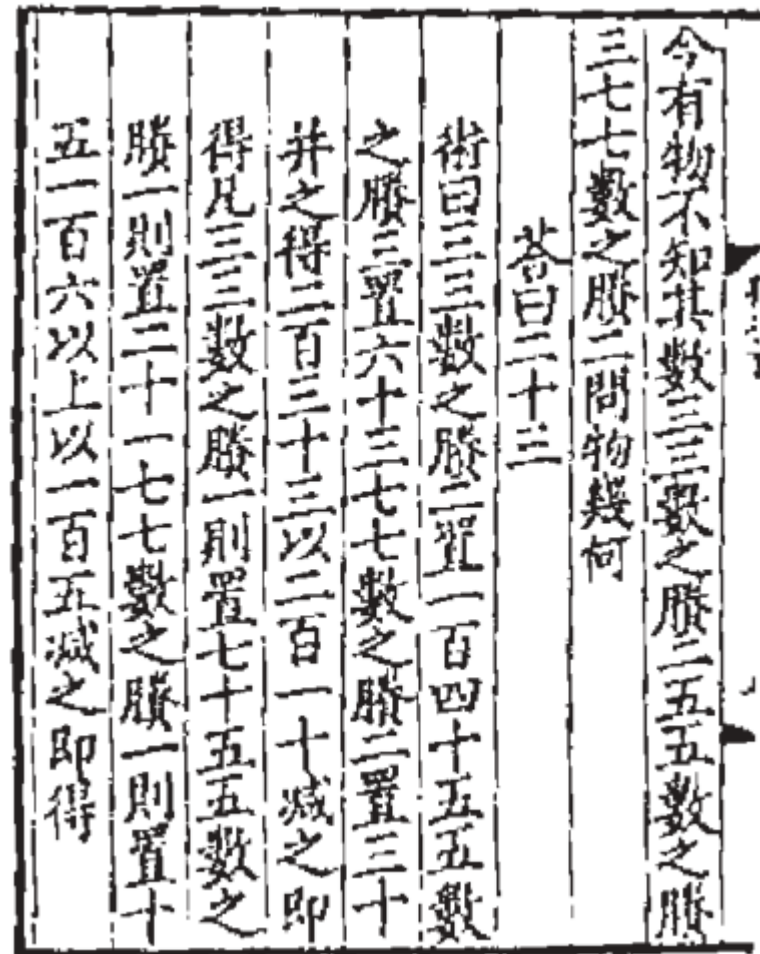 今有物不知其數三三數之賸二五五數之賸
三七七數之賸二問物幾何
荅曰二十三
術曰三三數之賸二置一百四十五五數
之賸三置六十三七七數之賸二置三十
并之得二百三十三以二百一十减之即
得凡三三數之賸一則置七十五五數之
賸一則置二十一七七數之賸一則置十
五一百六以上以一百五减之即得